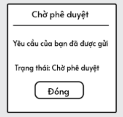 Chờ phê duyệt
Yêu cầu của bạn đã được gửi
Trạng thái: Chờ phê duyệt
Đóng